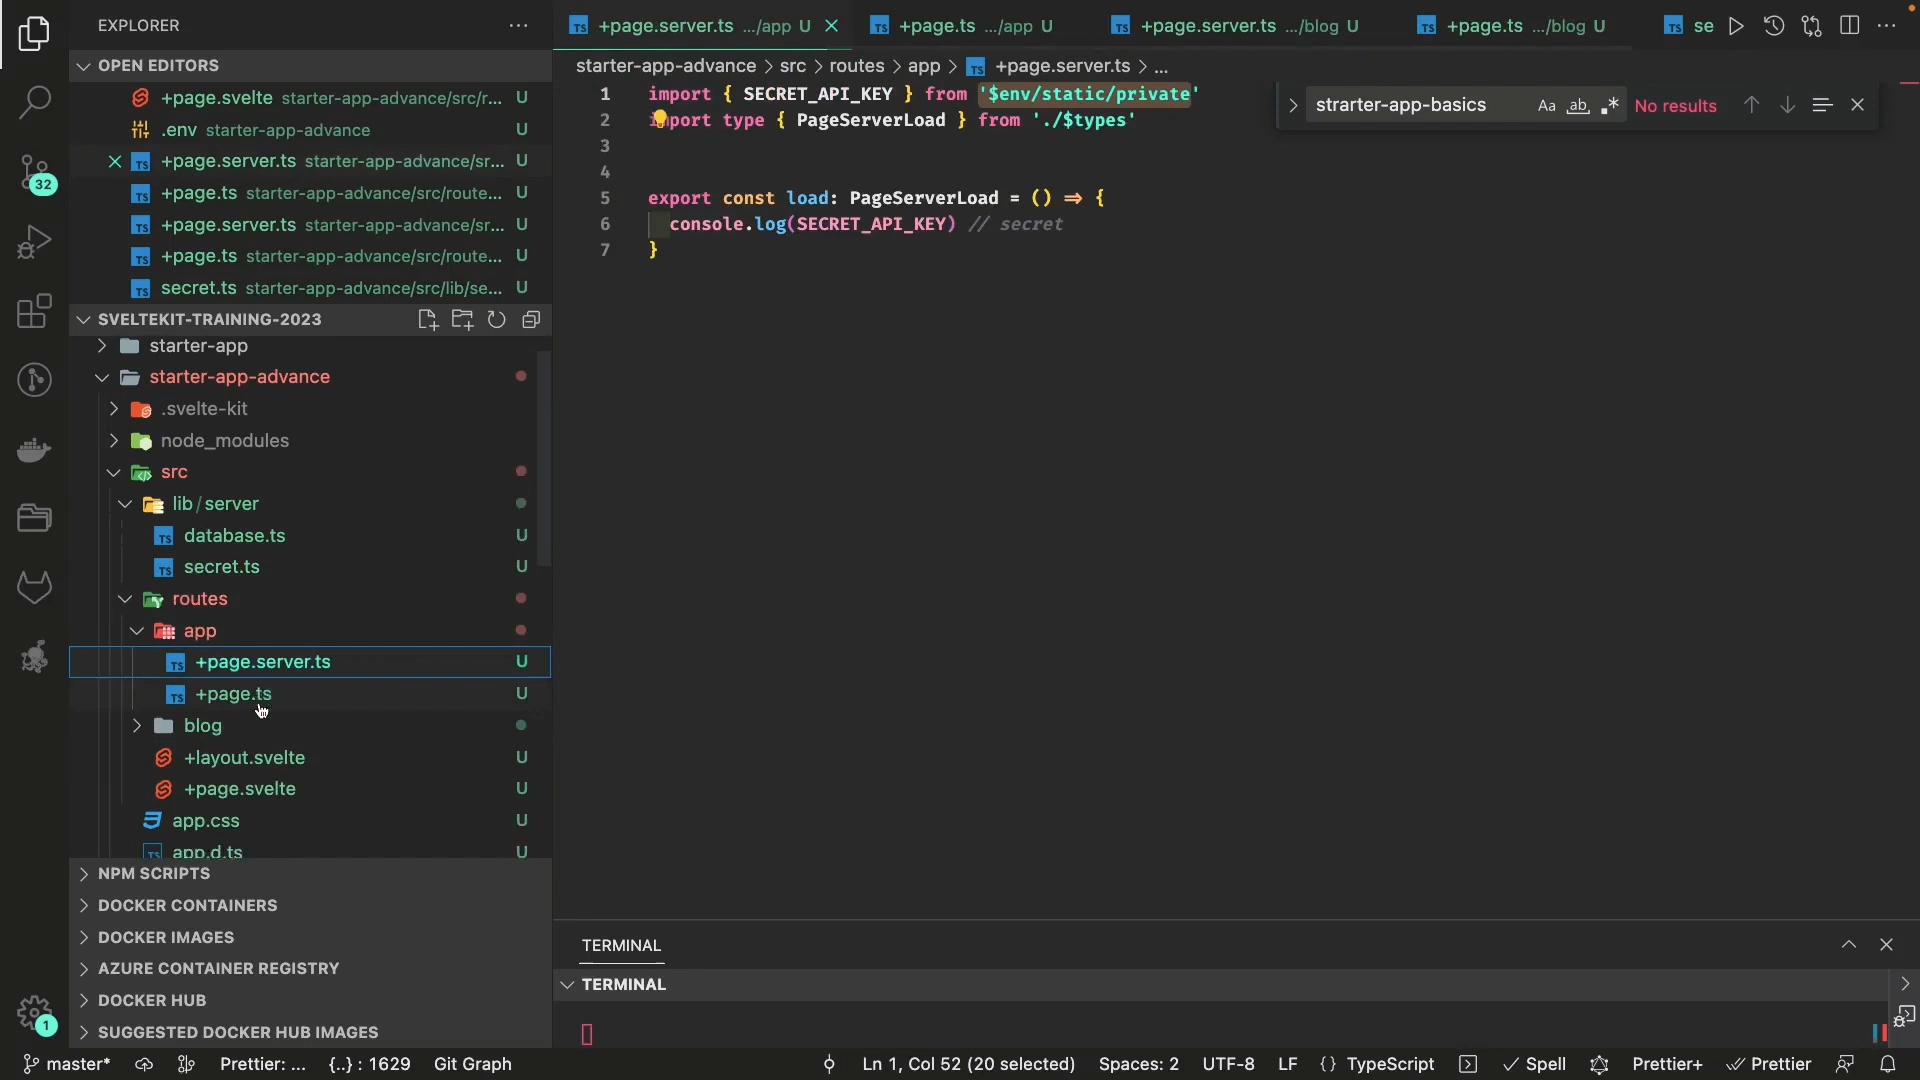 EXPLORER
OPEN EDITORS
+page.svelte starter-app-advance/src/r... U
.env starter-app-advance U
+page.server.ts starter-app-advance/sr... U
+page.ts starter-app-advance/src/route... U
+page.server.ts starter-app-advance/sr... U
+page.ts starter-app-advance/src/route... U
secret.ts starter-app-advance/src/lib/se... U
SVELTEKIT-TRAINING-2023
starter-app
starter-app-advance
.svelte-kit
node_modules
src
lib / server
database.ts U
secret.ts U
routes
app
+page.server.ts U
+page.ts U
blog
+layout.svelte U
+page.svelte U
app.css U
app.d.ts U
NPM SCRIPTS
DOCKER CONTAINERS
DOCKER IMAGES
AZURE CONTAINER REGISTRY
DOCKER HUB
SUGGESTED DOCKER HUB IMAGES
32
1
+page.server.ts .../app U
+page.ts .../app U
+page.server.ts .../blog U
+page.ts .../blog U
se
starter-app-advance > src > routes > app > +page.server.ts > ...
strarter-app-basics Aa ab .* No results
1 import { SECRET_API_KEY } from '$env/static/private'
2 import type { PageServerLoad } from './$types'
3
4
5 export const load: PageServerLoad = () => {
6 console.log(SECRET_API_KEY) // secret
7 }
TERMINAL
TERMINAL
master* Prettier: ... {..} : 1629 Git Graph Ln 1, Col 52 (20 selected) Spaces: 2 UTF-8 LF {} TypeScript Spell Prettier+ Prettier